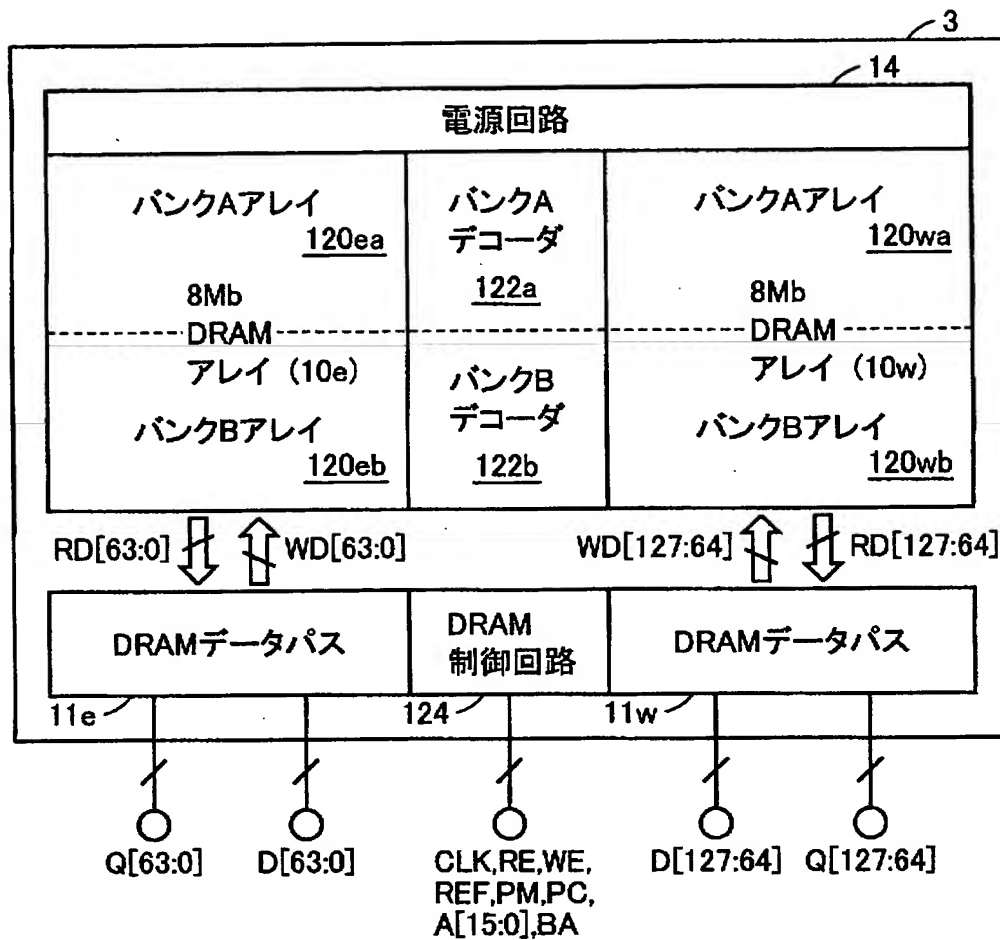 3
14
電源回路
バンクAアレイ
120ea
8Mb
DRAM
アレイ (10e)
バンクBアレイ
120eb
バンクA
デコーダ
122a
バンクB
デコーダ
122b
バンクAアレイ
120wa
8Mb
DRAM
アレイ (10w)
バンクBアレイ
120wb
RD[63:0]
WD[63:0]
WD[127:64]
RD[127:64]
DRAMデータパス
DRAM
制御回路
DRAMデータパス
11e
124
11w
Q[63:0]
D[63:0]
CLK,RE,WE,
REF,PM,PC,
A[15:0],BA
D[127:64]
Q[127:64]